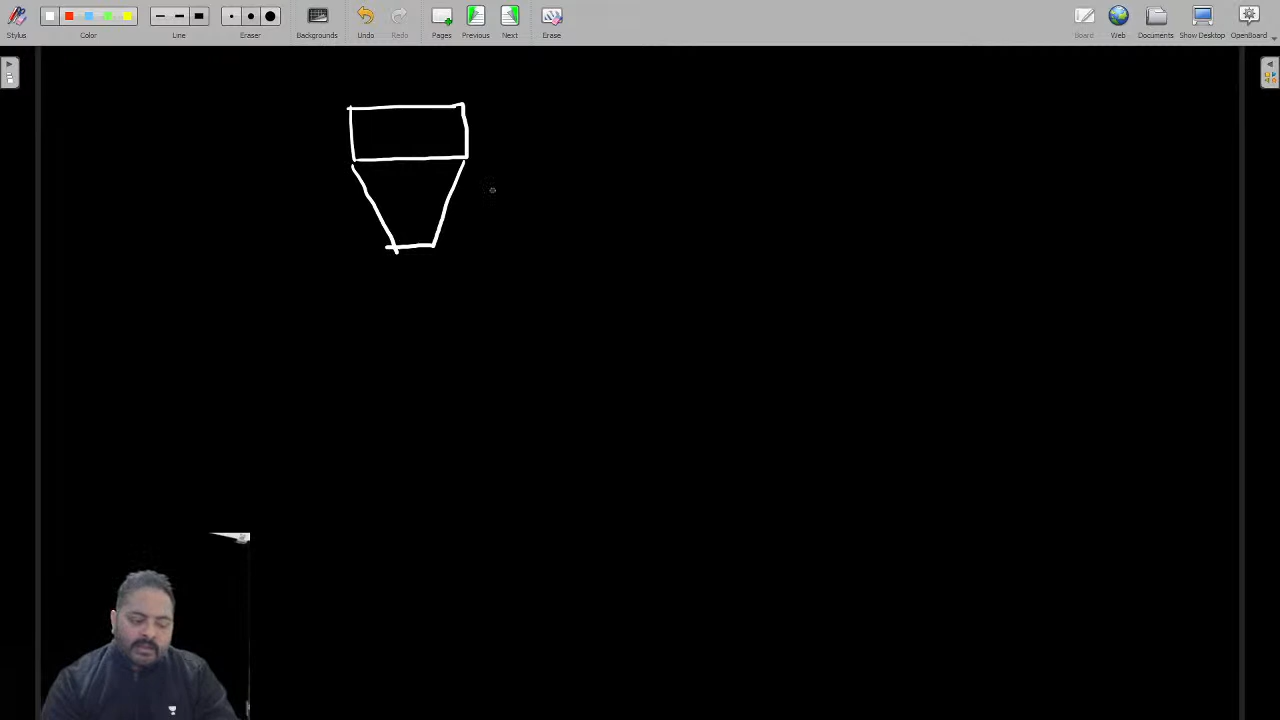 Stylus
Color
Line
Eraser
Backgrounds
Undo
Redo
Pages
Previous
Next
Erase
Board
Web
Documents
Show Desktop
OpenBoard